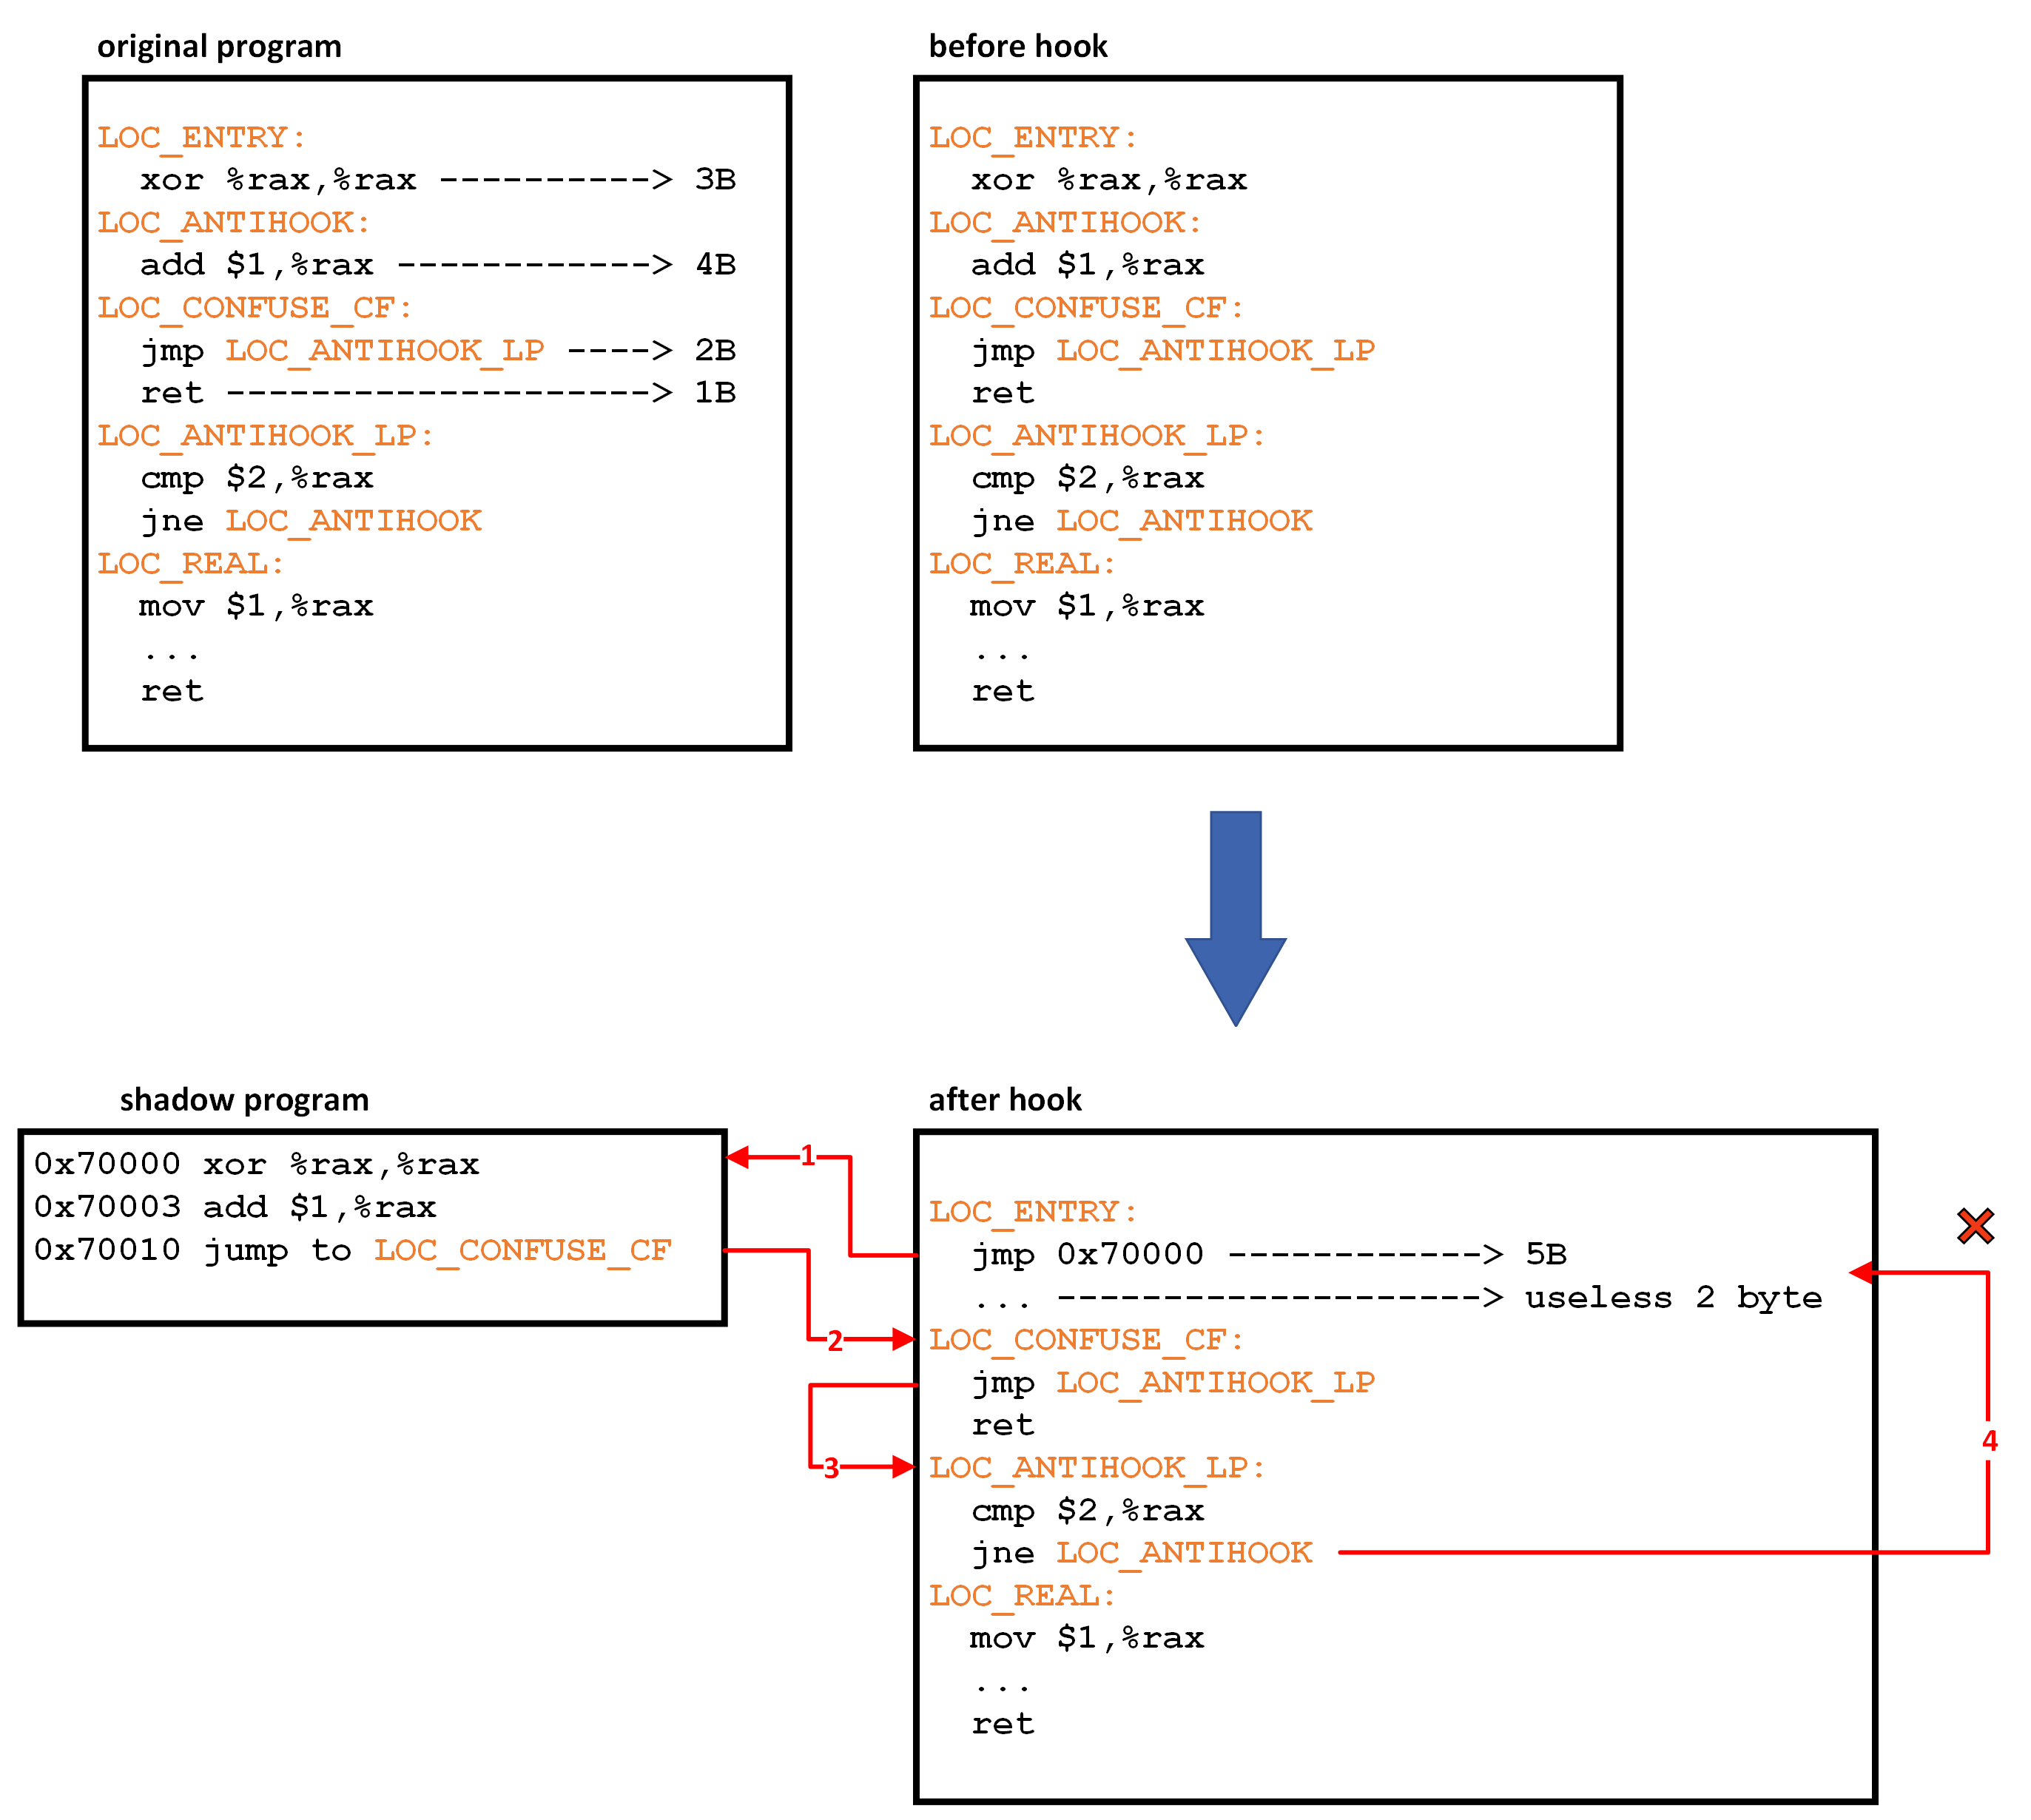 original program
LOC_ENTRY:
xor %rax,%rax ----------> 3B
LOC_ANTIHOOK:
add $1,%rax ------------> 4B
LOC_CONFUSE_CF:
jmp LOC_ANTIHOOK_LP ----> 2B
ret --------------------> 1B
LOC_ANTIHOOK_LP:
cmp $2,%rax
jne LOC_ANTIHOOK
LOC_REAL:
mov $1,%rax
...
ret
before hook
LOC_ENTRY:
xor %rax,%rax
LOC_ANTIHOOK:
add $1,%rax
LOC_CONFUSE_CF:
jmp LOC_ANTIHOOK_LP
ret
LOC_ANTIHOOK_LP:
cmp $2,%rax
jne LOC_ANTIHOOK
LOC_REAL:
mov $1,%rax
...
ret
shadow program
0x70000 xor %rax,%rax
0x70003 add $1,%rax
0x70010 jump to LOC_CONFUSE_CF
1
2
3
after hook
LOC_ENTRY:
jmp 0x70000 ------------> 5B
... --------------------> useless 2 byte
LOC_CONFUSE_CF:
jmp LOC_ANTIHOOK_LP
ret
LOC_ANTIHOOK_LP:
cmp $2,%rax
jne LOC_ANTIHOOK
LOC_REAL:
mov $1,%rax
...
ret
4